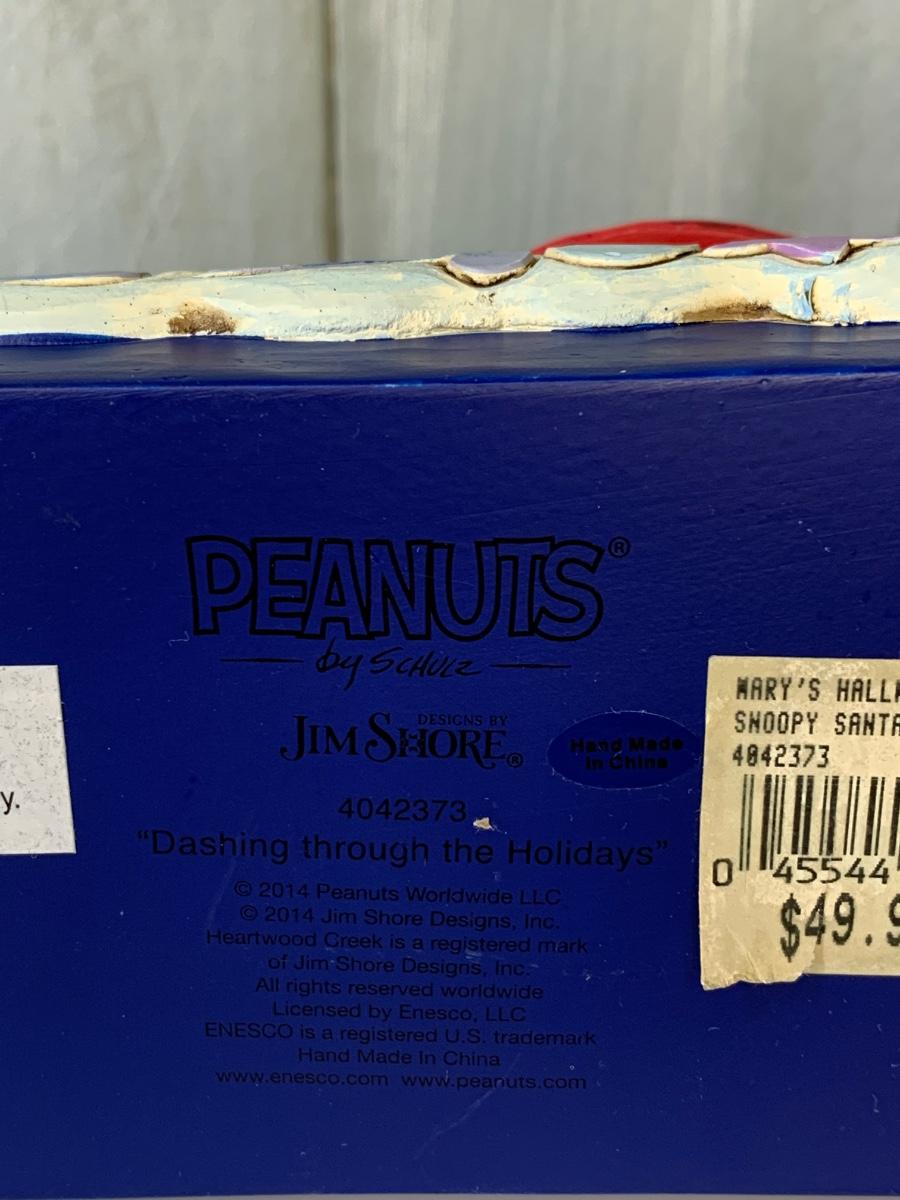 PEANUTS®
by SCHULZ
DESIGNS BY
JIM SHORE®
Hand Made
In China
4042373
“Dashing through the Holidays”
© 2014 Peanuts Worldwide LLC
© 2014 Jim Shore Designs, Inc.
Heartwood Creek is a registered mark
of Jim Shore Designs, Inc.
All rights reserved worldwide
Licensed by Enesco, LLC
ENESCO is a registered U.S. trademark
Hand Made In China
www.enesco.com www.peanuts.com
y.
MARY'S HALL
SNOOPY SANTA
4042373
0 45544
$49.9